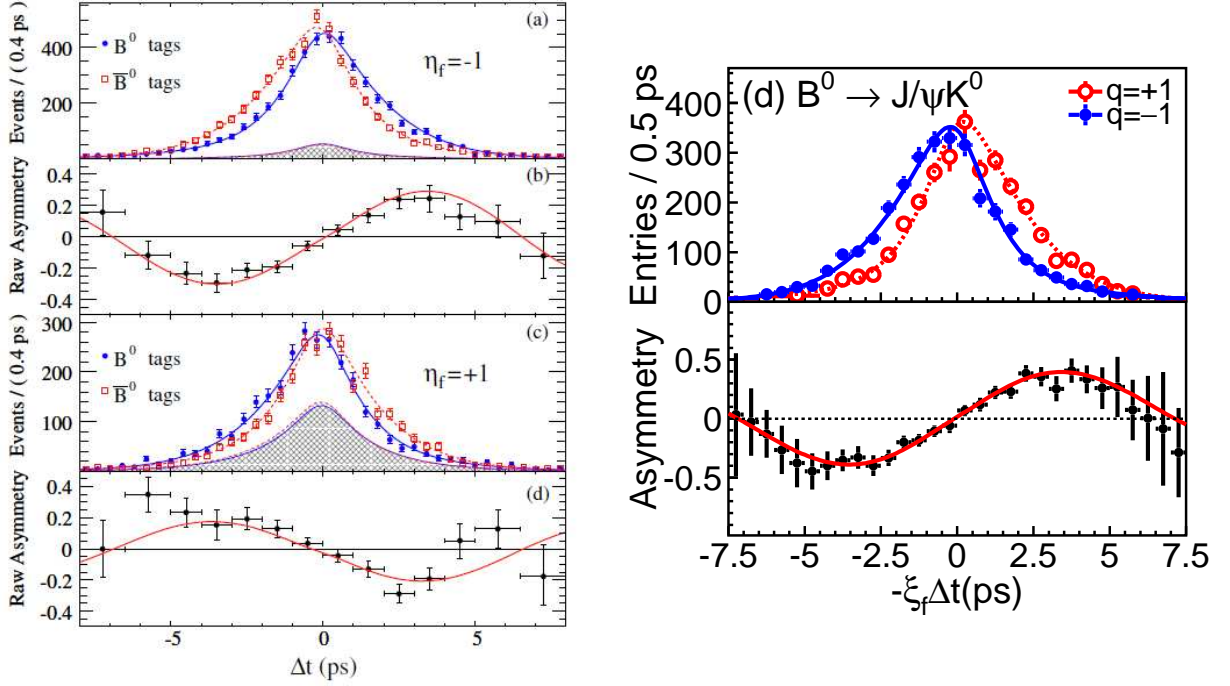 Events / ( 0.4 ps )
400
200
(a)
B⁰ tags
B̅⁰ tags
η_f=-1
Raw Asymmetry
0.4
0.2
0
-0.2
-0.4
(b)
Events / ( 0.4 ps )
300
200
100
(c)
B⁰ tags
B̅⁰ tags
η_f=+1
Raw Asymmetry
0.4
0.2
0
-0.2
-0.4
(d)
-5 0 5
Δt (ps)
Entries / 0.5 ps
400
300
200
100
0
(d) B⁰ → J/ψK⁰
q=+1
q=−1
Asymmetry
0.5
0
-0.5
-7.5 -5 -2.5 0 2.5 5 7.5
-ξ_fΔt(ps)